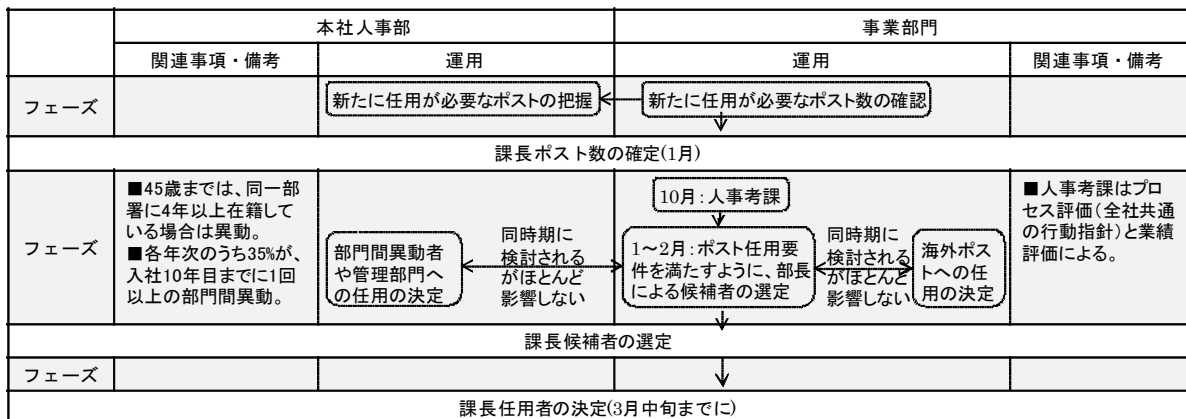 本社人事部
事業部門
関連事項・備考
運用
運用
関連事項・備考
フェーズ
新たに任用が必要なポストの把握
新たに任用が必要なポスト数の確認
課長ポスト数の確定(1月)
フェーズ
■45歳までは、同一部
署に4年以上在籍して
いる場合は異動。
■各年次のうち35%が、
入社10年目までに1回
以上の部門間異動。
部門間異動者
や管理部門へ
の任用の決定
同時期に
検討される
がほとんど
影響しない
10月:人事考課
1～2月:ポスト任用要
件を満たすように、部長
による候補者の選定
同時期に
検討される
がほとんど
影響しない
海外ポス
トへの任
用の決定
■人事考課はプロ
セス評価(全社共通
の行動指針)と業績
評価による。
課長候補者の選定
フェーズ
課長任用者の決定(3月中旬までに)